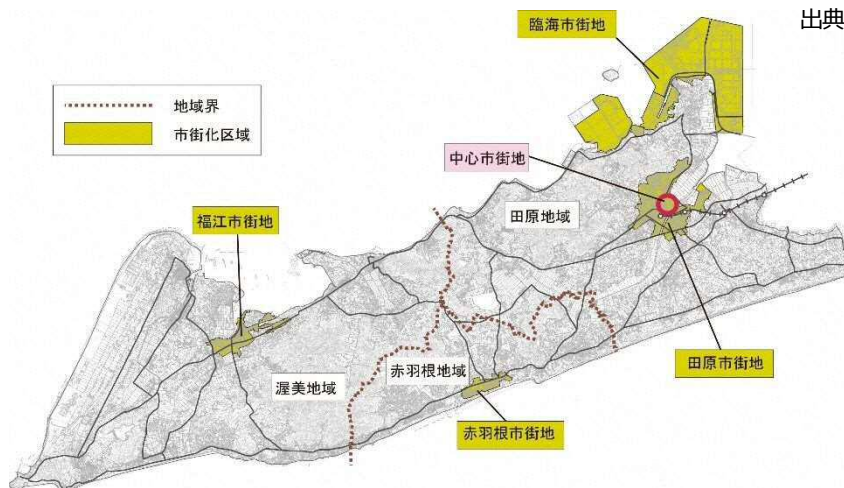 出典
臨海市街地
地域界
市街化区域
中心市街地
田原地域
福江市街地
田原市街地
赤羽根地域
渥美地域
赤羽根市街地